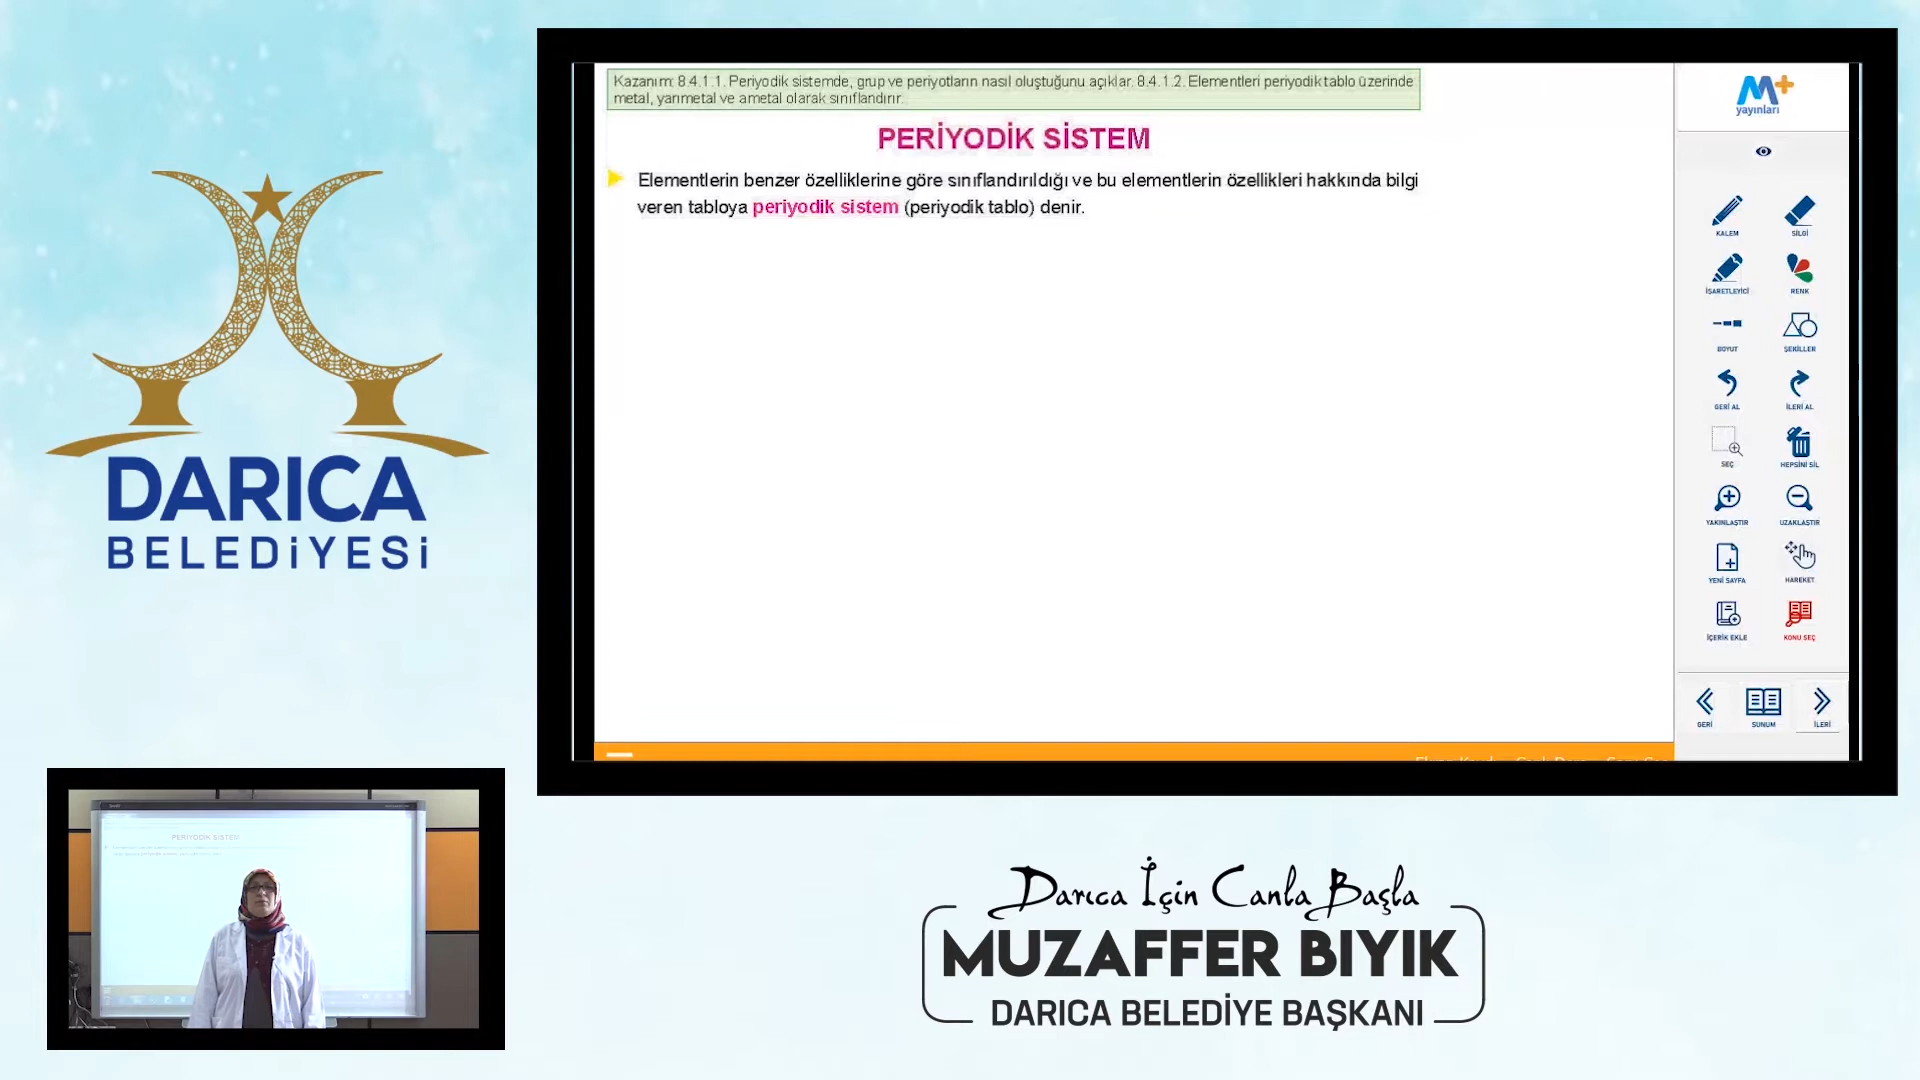 Kazanım: 8.4.1.1. Periyodik sistemde, grup ve periyotların nasıl oluştuğunu açıklar. 8.4.1.2. Elementleri periyodik tablo üzerinde
metal, yarımetal ve ametal olarak sınıflandırır.
PERİYODİK SİSTEM
Elementlerin benzer özelliklerine göre sınıflandırıldığı ve bu elementlerin özellikleri hakkında bilgi
veren tabloya periyodik sistem (periyodik tablo) denir.
M+
yayınları
KALEM
SİLGİ
İŞARETLEYİCİ
RENK
BOYUT
ŞEKİLLER
GERİ AL
İLERİ AL
SEÇ
HEPSİNİ SİL
YAKINLAŞTIR
UZAKLAŞTIR
YENİ SAYFA
HAREKET
İÇERİK EKLE
KONU SEÇ
GERİ
SUNUM
İLERİ
DARICA
BELEDİYESİ
PERİYODİK SİSTEM
Darıca İçin Canla Başla
MUZAFFER BIYIK
DARICA BELEDİYE BAŞKANI